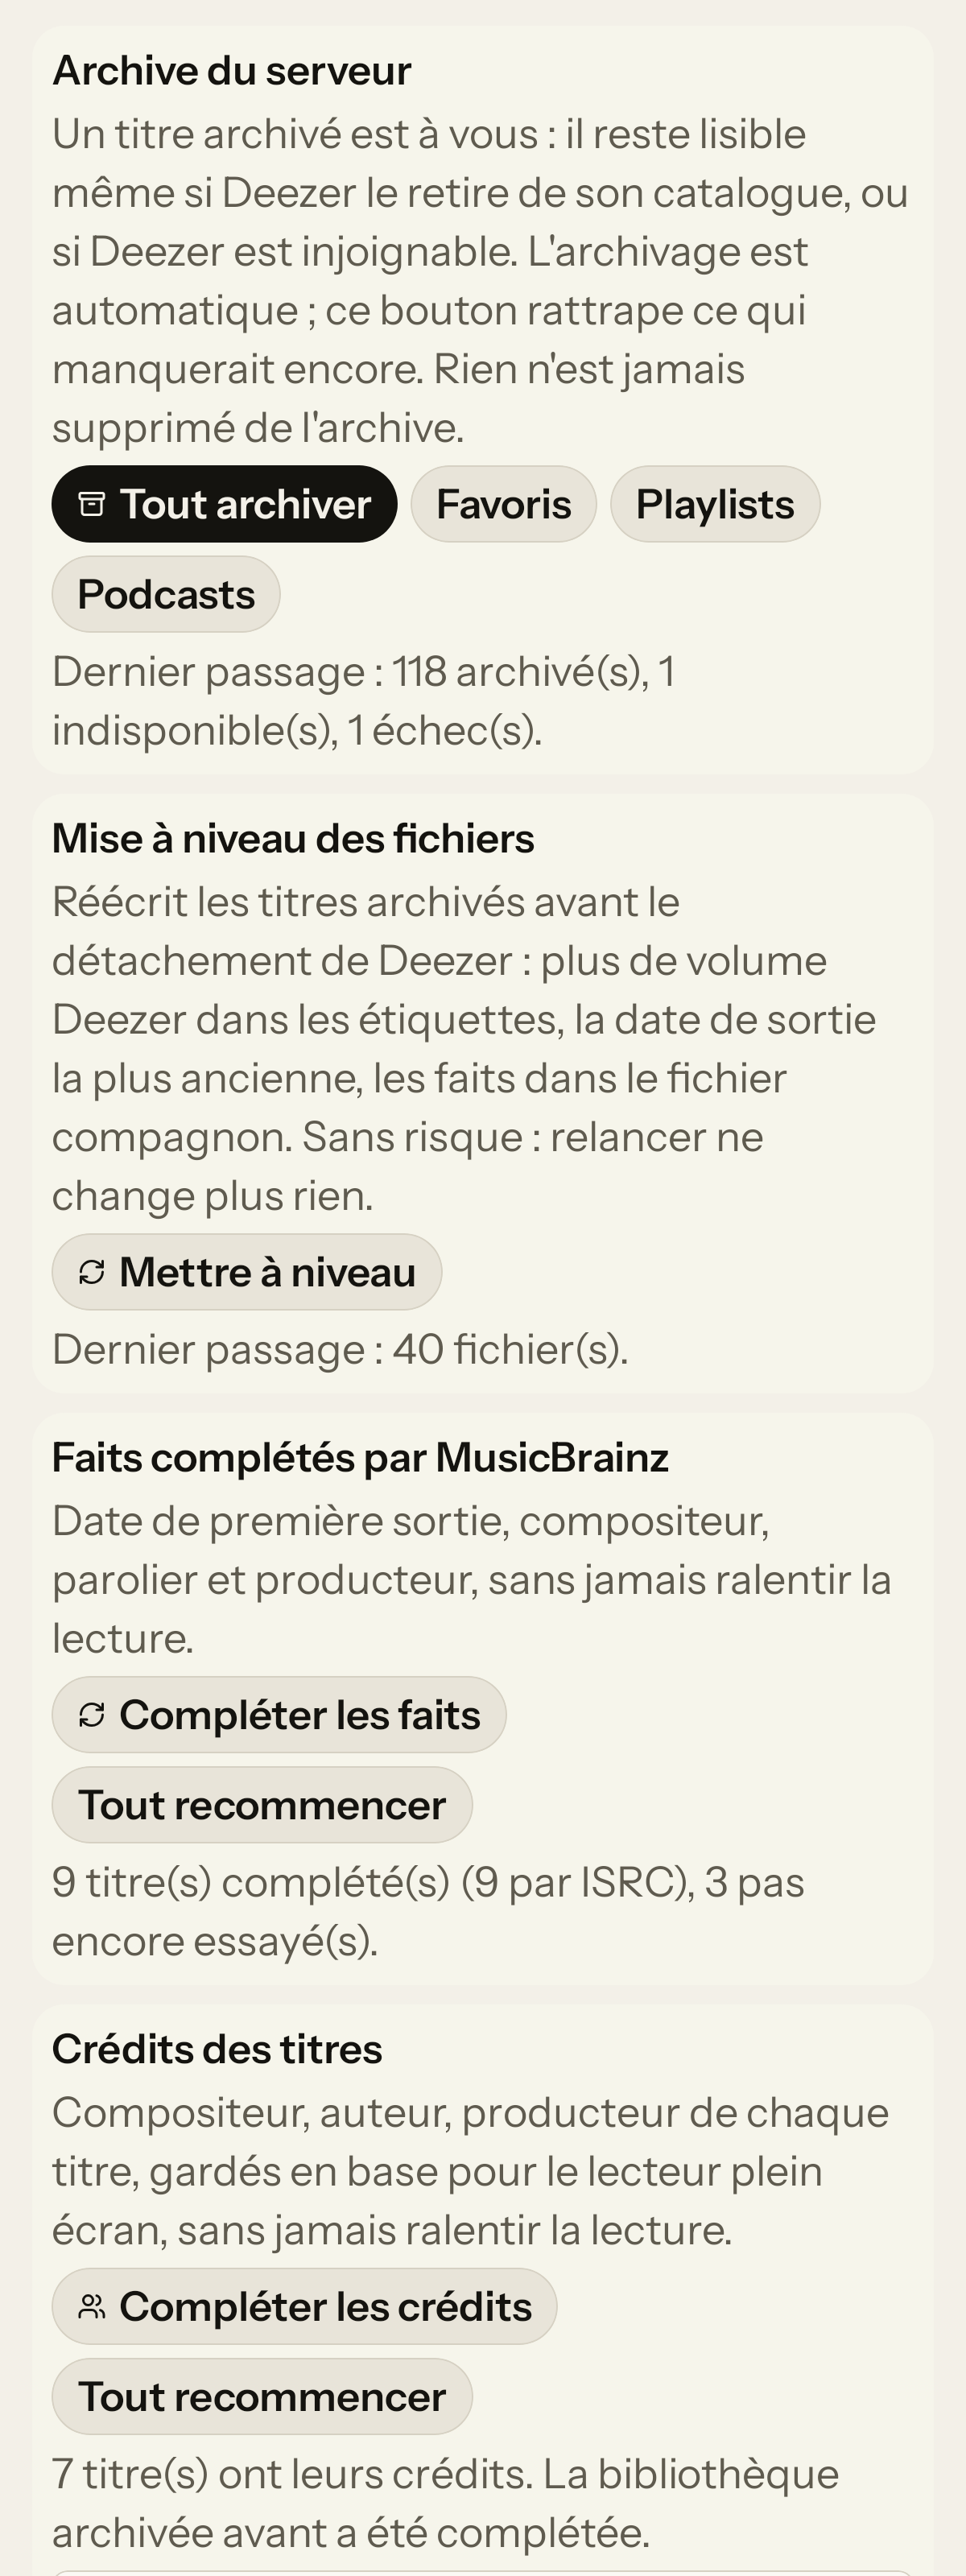 Archive du serveur
Un titre archivé est à vous : il reste lisible
même si Deezer le retire de son catalogue, ou
si Deezer est injoignable. L'archivage est
automatique ; ce bouton rattrape ce qui
manquerait encore. Rien n'est jamais
supprimé de l'archive.
Tout archiver Favoris Playlists
Podcasts
Dernier passage : 118 archivé(s), 1
indisponible(s), 1 échec(s).
Mise à niveau des fichiers
Réécrit les titres archivés avant le
détachement de Deezer : plus de volume
Deezer dans les étiquettes, la date de sortie
la plus ancienne, les faits dans le fichier
compagnon. Sans risque : relancer ne
change plus rien.
Mettre à niveau
Dernier passage : 40 fichier(s).
Faits complétés par MusicBrainz
Date de première sortie, compositeur,
parolier et producteur, sans jamais ralentir la
lecture.
Compléter les faits
Tout recommencer
9 titre(s) complété(s) (9 par ISRC), 3 pas
encore essayé(s).
Crédits des titres
Compositeur, auteur, producteur de chaque
titre, gardés en base pour le lecteur plein
écran, sans jamais ralentir la lecture.
Compléter les crédits
Tout recommencer
7 titre(s) ont leurs crédits. La bibliothèque
archivée avant a été complétée.